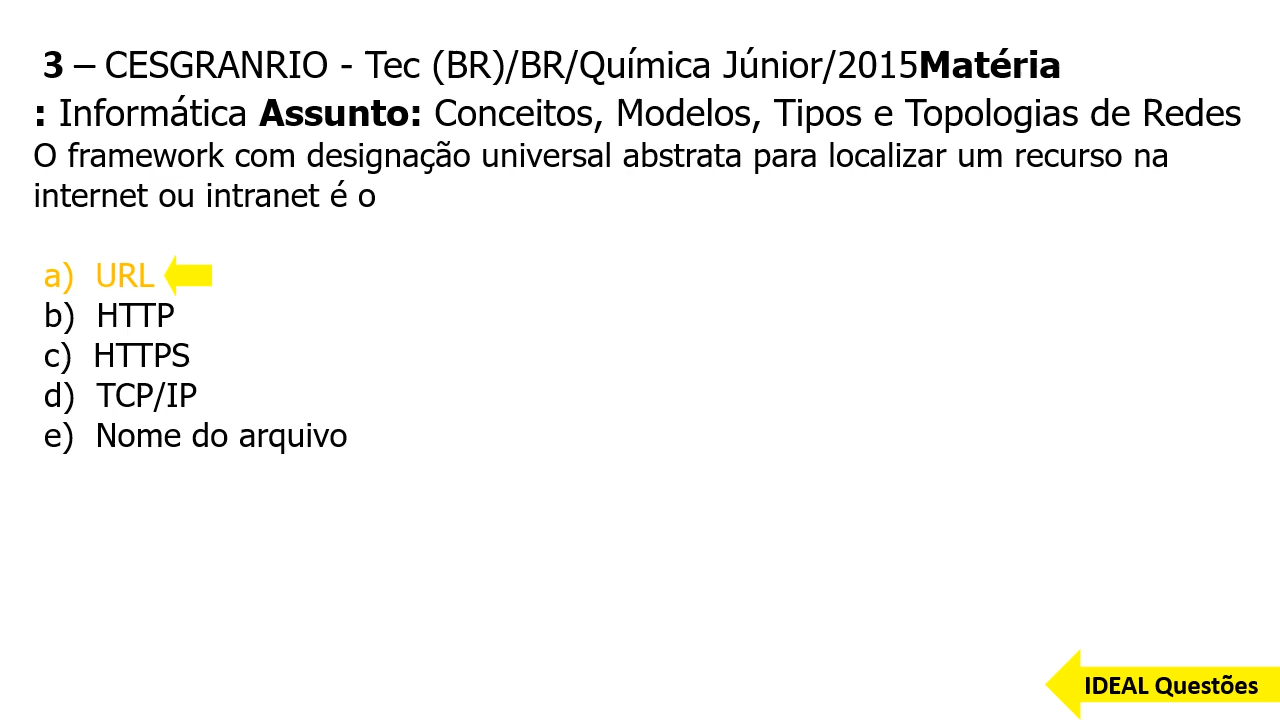 3 – CESGRANRIO - Tec (BR)/BR/Química Júnior/2015Matéria
: Informática Assunto: Conceitos, Modelos, Tipos e Topologias de Redes
O framework com designação universal abstrata para localizar um recurso na
internet ou intranet é o
a) URL
b) HTTP
c) HTTPS
d) TCP/IP
e) Nome do arquivo
IDEAL Questões